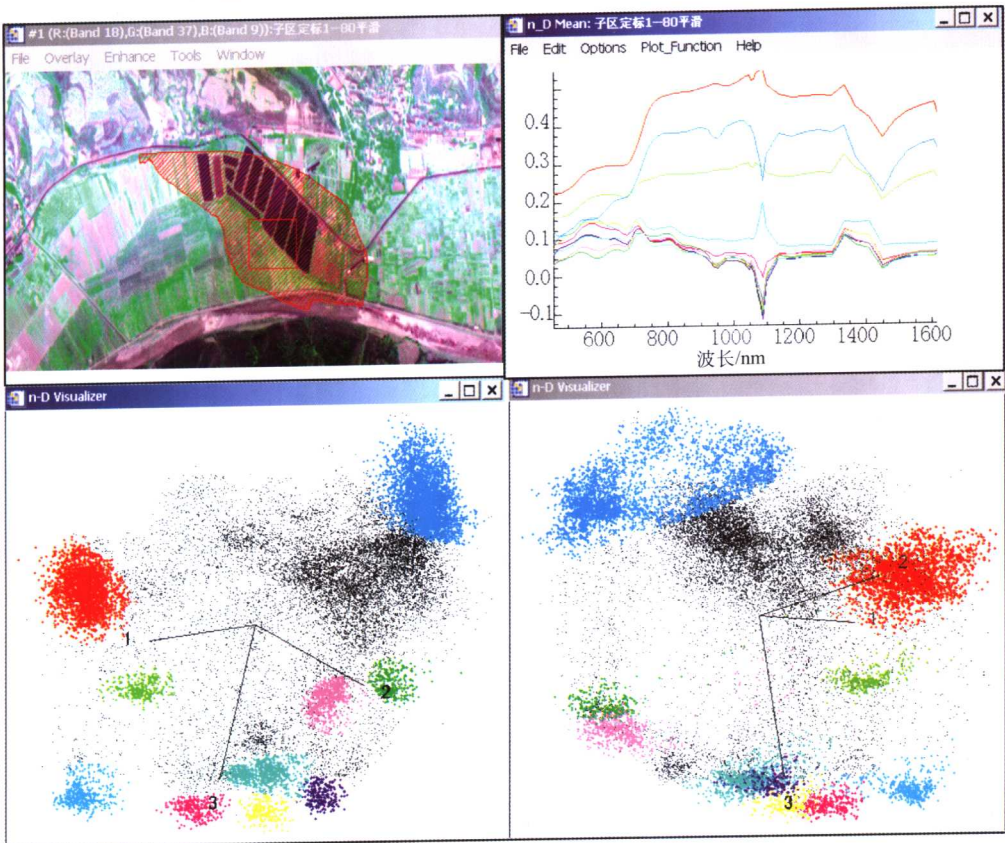 #1 (R:(Band 18),G:(Band 37),B:(Band 9)):子区定标1—80平滑
File Overlay Enhance Tools Window
n_D Mean: 子区定标1—80平滑
File Edit Options Plot_Function Help
0.4
0.3
0.2
0.1
0.0
−0.1
600 800 1000 1200 1400 1600
波长/nm
n-D Visualizer
1
2
3
n-D Visualizer
2
3